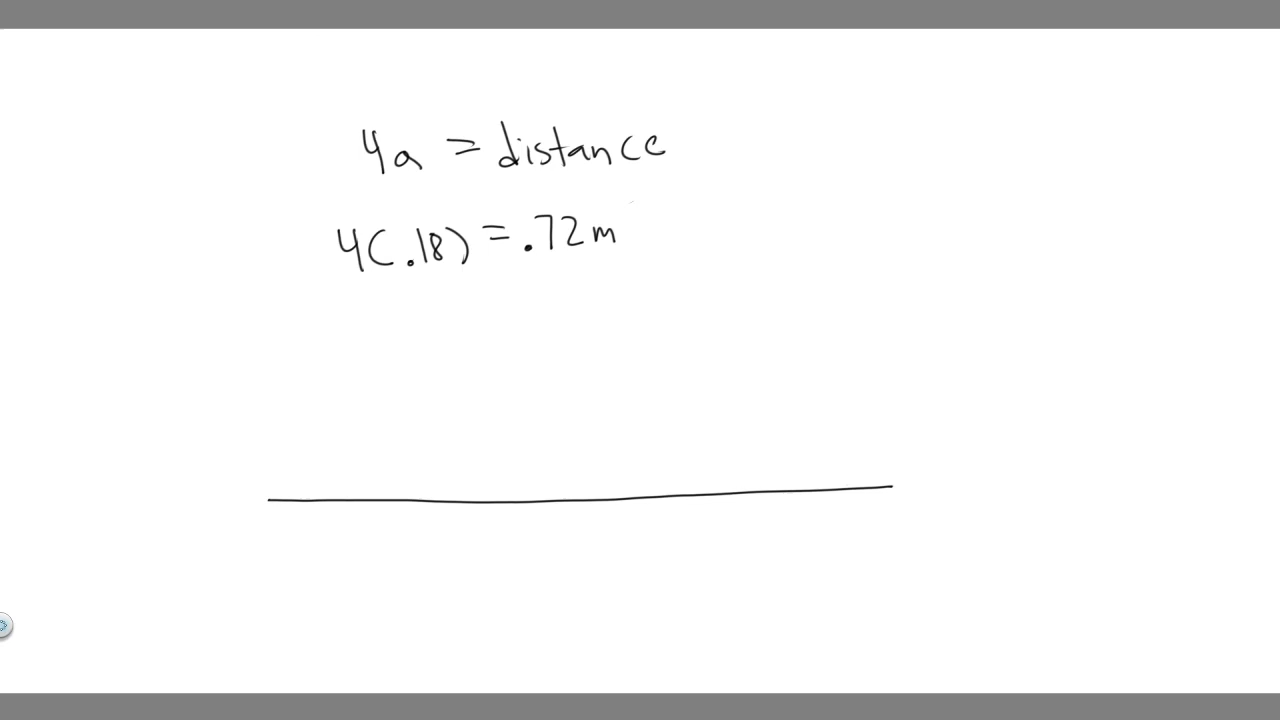 4a = distance
4(.18) = .72m